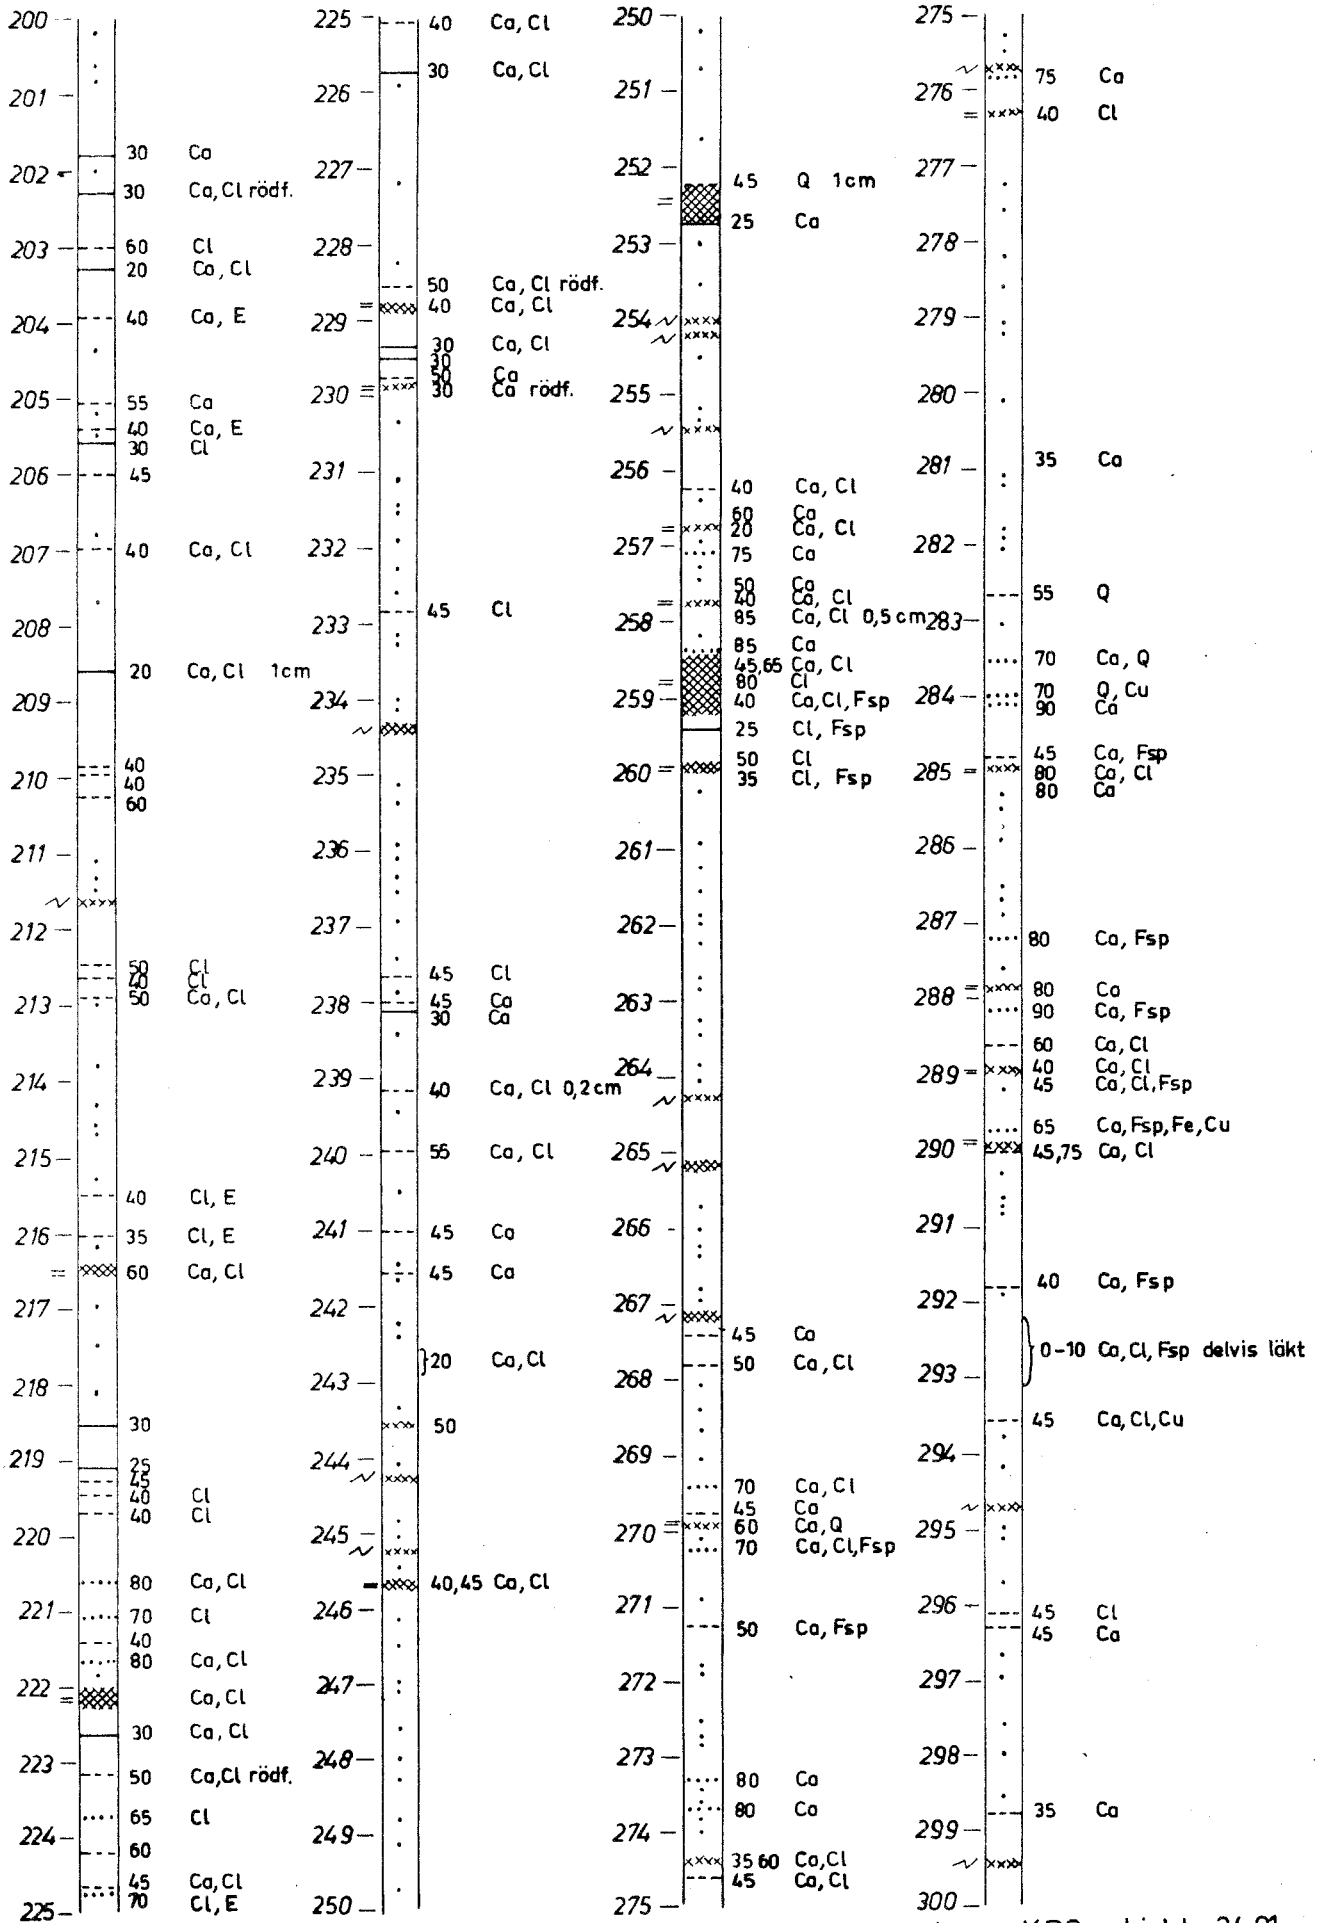 200
30 Ca
201
202
30 Ca, Cl rödf.
60 Cl
203
20 Ca, Cl
204
40 Ca, E
205
55 Ca
40 Ca, E
30 Cl
206
45
207
40 Ca, Cl
208
20 Ca, Cl 1cm
209
40
210
40
60
211
212
50 Cl
40 Cl
213
50 Ca, Cl
214
215
40 Cl, E
216
35 Cl, E
= 60 Ca, Cl
217
218
30
219
25
45
40 Cl
40 Cl
220
80 Ca, Cl
221
70 Cl
40
80 Ca, Cl
222
= Ca, Cl
30 Ca, Cl
223
50 Ca, Cl rödf.
65 Cl
224
60
45 Ca, Cl
225
70 Cl, E
225
40 Ca, Cl
30 Ca, Cl
226
227
228
50 Ca, Cl rödf.
= 40 Ca, Cl
229
30 Ca, Cl
30
50 Ca
230
30 Ca rödf.
231
232
45 Cl
233
234
235
236
237
45 Cl
238
45 Ca
30 Ca
239
40 Ca, Cl 0,2cm
240
55 Ca, Cl
241
45 Ca
45 Ca
242
}20 Ca, Cl
243
50
244
245
= 40,45 Ca, Cl
246
247
248
249
250
250
251
252
45 Q 1cm
=
25 Ca
253
254
255
256
40 Ca, Cl
60 Ca
= 20 Ca, Cl
257
75 Ca
50 Ca
= 40 Ca, Cl
258
85 Ca, Cl 0,5cm
85 Ca
45,65 Ca, Cl
= 80 Cl
259
40 Ca, Cl, Fsp
25 Cl, Fsp
50 Cl
260 =
35 Cl, Fsp
261
262
263
264
265
266
267
45 Ca
50 Ca, Cl
268
269
70 Ca, Cl
45 Ca
270 = 60 Ca, Q
70 Ca, Cl, Fsp
271
50 Ca, Fsp
272
273
80 Ca
80 Ca
274
35 60 Ca, Cl
45 Ca, Cl
275
275
75 Ca
276
= 40 Cl
277
278
279
280
281
35 Ca
282
55 Q
283
70 Ca, Q
284
70 Q, Cu
90 Ca
45 Ca, Fsp
285 = 80 Ca, Cl
80 Ca
286
287
80 Ca, Fsp
= 80 Ca
288
90 Ca, Fsp
60 Ca, Cl
289 = 40 Ca, Cl
45 Ca, Cl, Fsp
65 Ca, Fsp, Fe, Cu
290 = 45,75 Ca, Cl
291
40 Ca, Fsp
292
} 0-10 Ca, Cl, Fsp delvis läkt
293
45 Ca, Cl, Cu
294
295
296
45 Cl
45 Ca
297
298
35 Ca
299
300